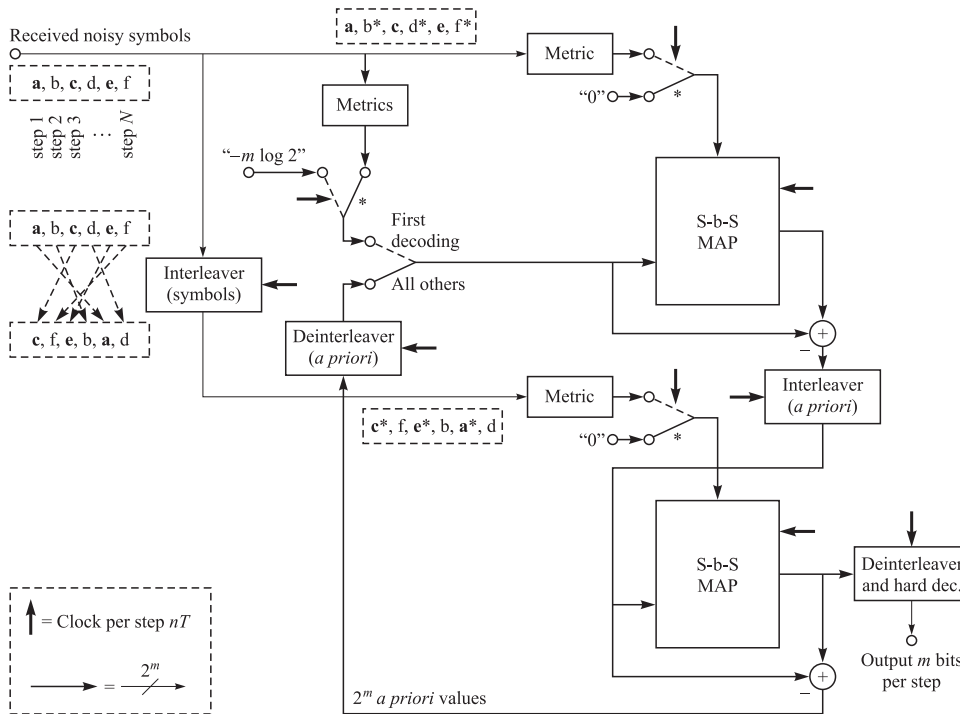 a, b*, c, d*, e, f*
Received noisy symbols
a, b, c, d, e, f
step 1
step 2
step 3
...
step N
Metric
"0"
*
Metrics
"–m log 2"
*
First
decoding
All others
S-b-S
MAP
a, b, c, d, e, f
c, f, e, b, a, d
Interleaver
(symbols)
Deinterleaver
(a priori)
+
–
Interleaver
(a priori)
Metric
c*, f, e*, b, a*, d
"0"
*
S-b-S
MAP
Deinterleaver
and hard dec.
Output m bits
per step
+
–
2^m a priori values
= Clock per step nT
= 2^m